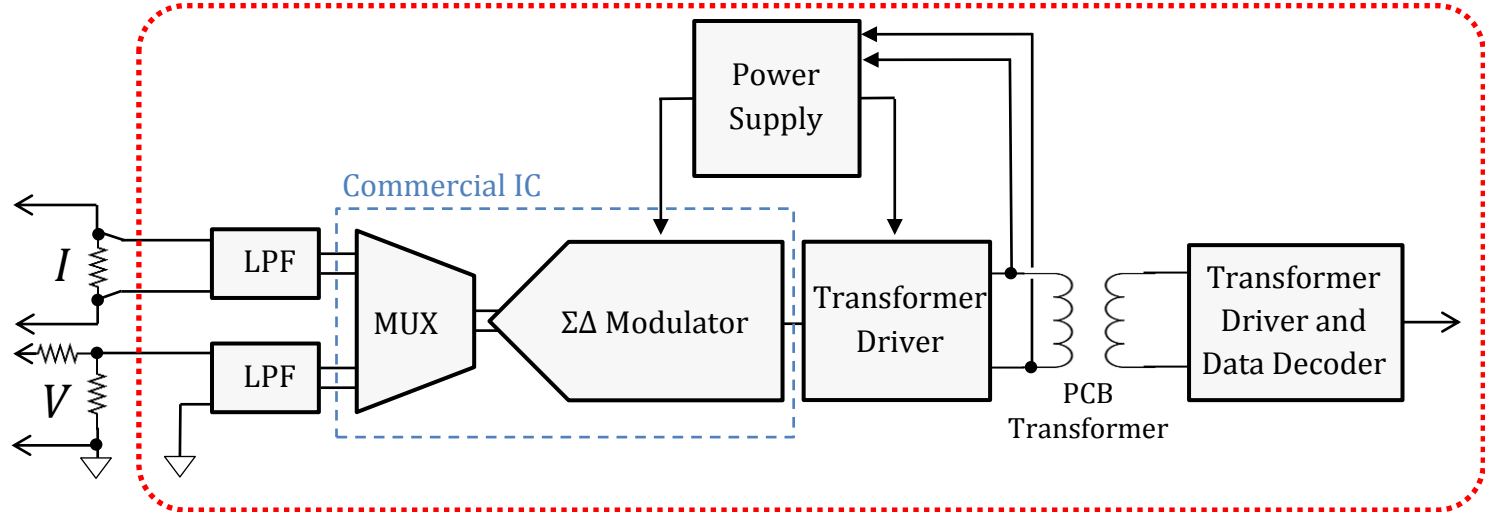 Power
Supply
Commercial IC
I
LPF
MUX
ΣΔ Modulator
Transformer
Driver
Transformer
Driver and
Data Decoder
V
LPF
PCB
Transformer